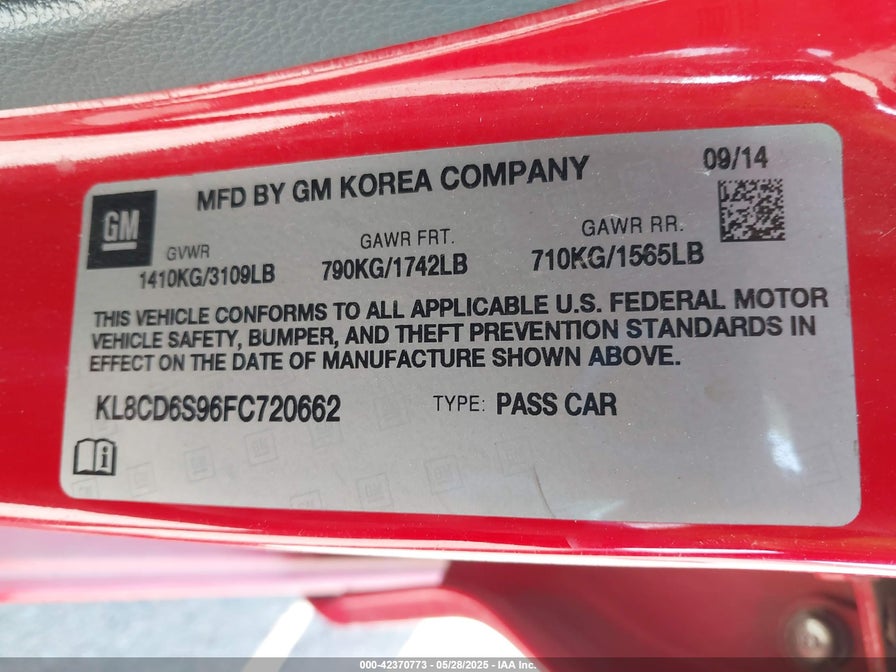 09/14
MFD BY GM KOREA COMPANY
GM
GVWR GAWR FRT. GAWR RR.
1410KG/3109LB 790KG/1742LB 710KG/1565LB
THIS VEHICLE CONFORMS TO ALL APPLICABLE U.S. FEDERAL MOTOR
VEHICLE SAFETY, BUMPER, AND THEFT PREVENTION STANDARDS IN
EFFECT ON THE DATE OF MANUFACTURE SHOWN ABOVE.
KL8CD6S96FC720662 TYPE: PASS CAR
000-42370773 - 05/28/2025 - IAA Inc.